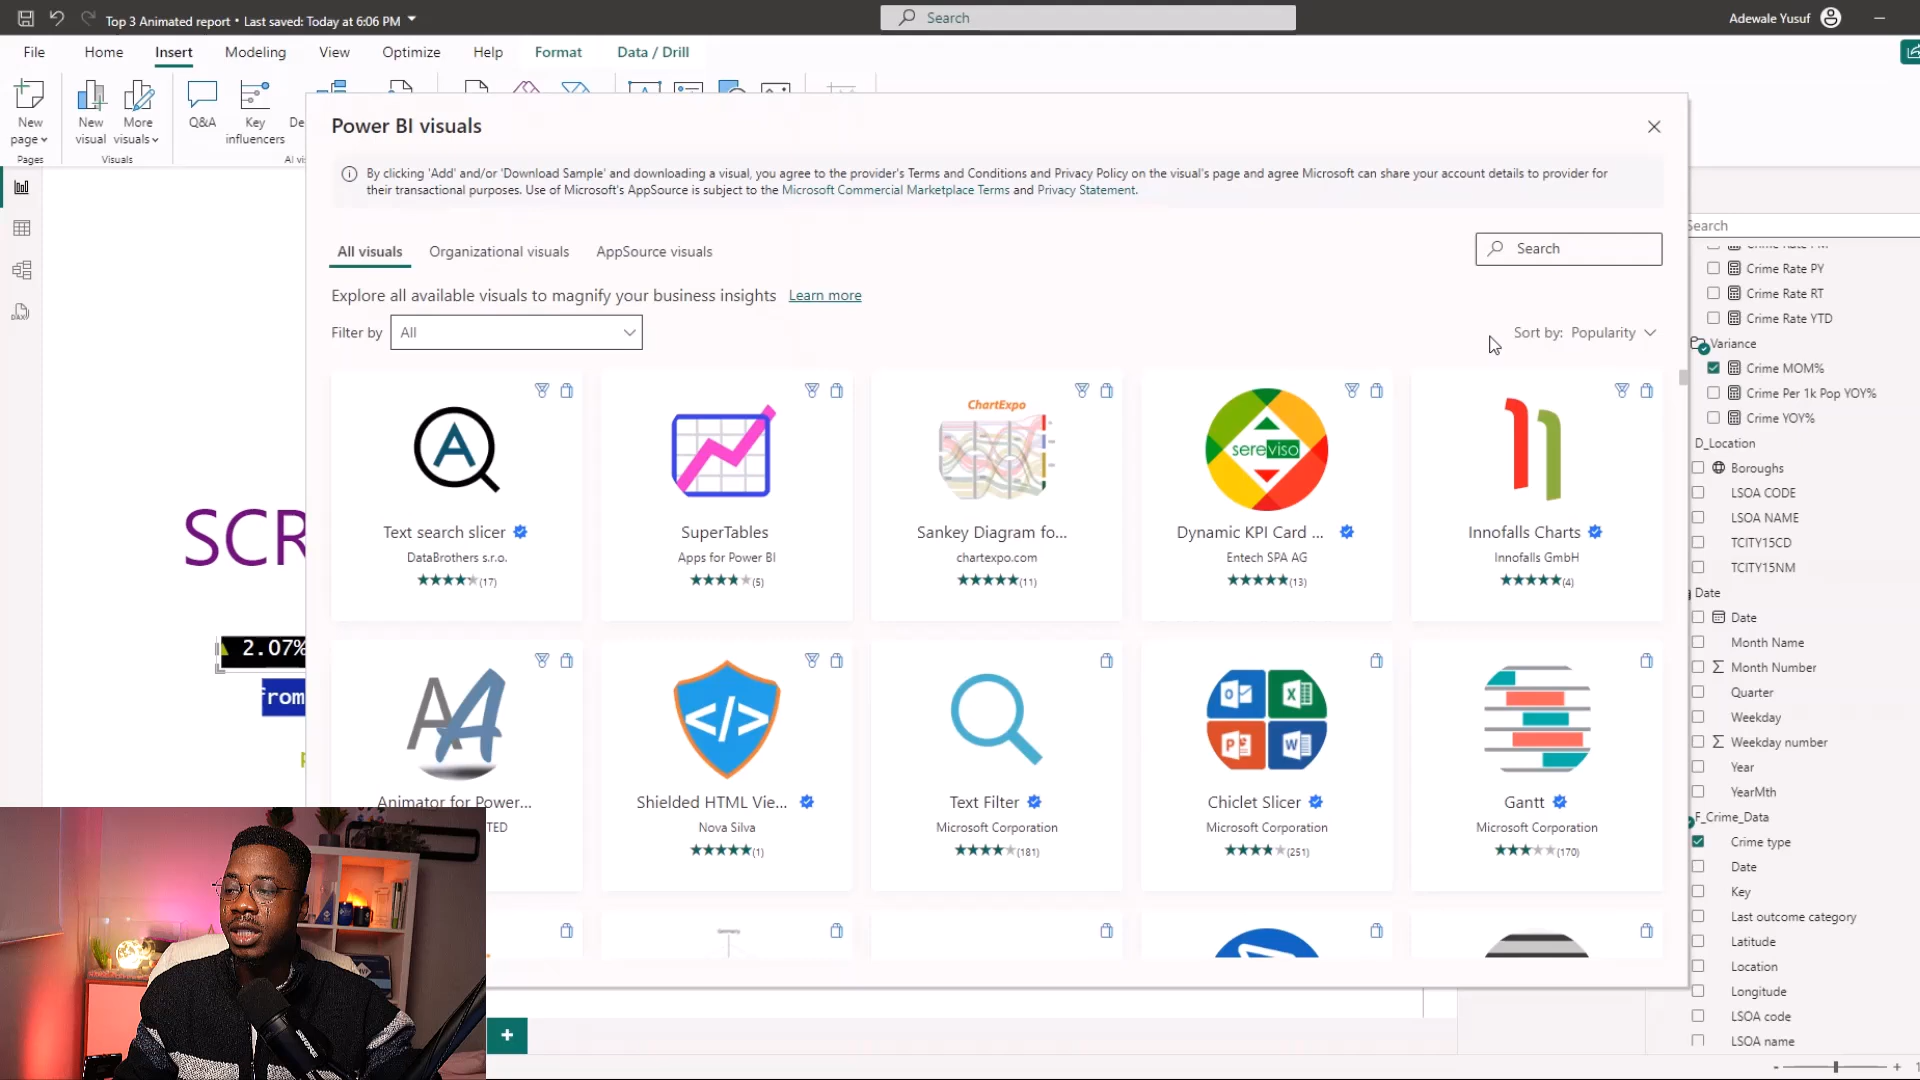 Top 3 Animated report • Last saved: Today at 6:06 PM
Search
Adewale Yusuf
File
Home
Insert
Modeling
View
Optimize
Help
Format
Data / Drill
New page
New visual
More visuals
Q&A
Key influencers
De
Pages
Visuals
AI vi
Power BI visuals
By clicking 'Add' and/or 'Download Sample' and downloading a visual, you agree to the provider's Terms and Conditions and Privacy Policy on the visual's page and agree Microsoft can share your account details to provider for
their transactional purposes. Use of Microsoft's AppSource is subject to the Microsoft Commercial Marketplace Terms and Privacy Statement.
All visuals
Organizational visuals
AppSource visuals
Search
Explore all available visuals to magnify your business insights Learn more
Filter by
All
Sort by: Popularity
Text search slicer
DataBrothers s.r.o.
(17)
SuperTables
Apps for Power BI
(5)
ChartExpo
Sankey Diagram fo...
chartexpo.com
(11)
sereviso
Dynamic KPI Card ...
Entech SPA AG
(13)
Innofalls Charts
Innofalls GmbH
(4)
Animator for Power...
TED
Shielded HTML Vie...
Nova Silva
(1)
Text Filter
Microsoft Corporation
(181)
Chiclet Slicer
Microsoft Corporation
(251)
Gantt
Microsoft Corporation
(170)
Germany
SCR
2.07%
from
Search
Crime Rate PM
Crime Rate PY
Crime Rate RT
Crime Rate YTD
Variance
Crime MOM%
Crime Per 1k Pop YOY%
Crime YOY%
D_Location
Boroughs
LSOA CODE
LSOA NAME
TCITY15CD
TCITY15NM
Date
Date
Month Name
Month Number
Quarter
Weekday
Weekday number
Year
YearMth
F_Crime_Data
Crime type
Date
Key
Last outcome category
Latitude
Location
Longitude
LSOA code
LSOA name